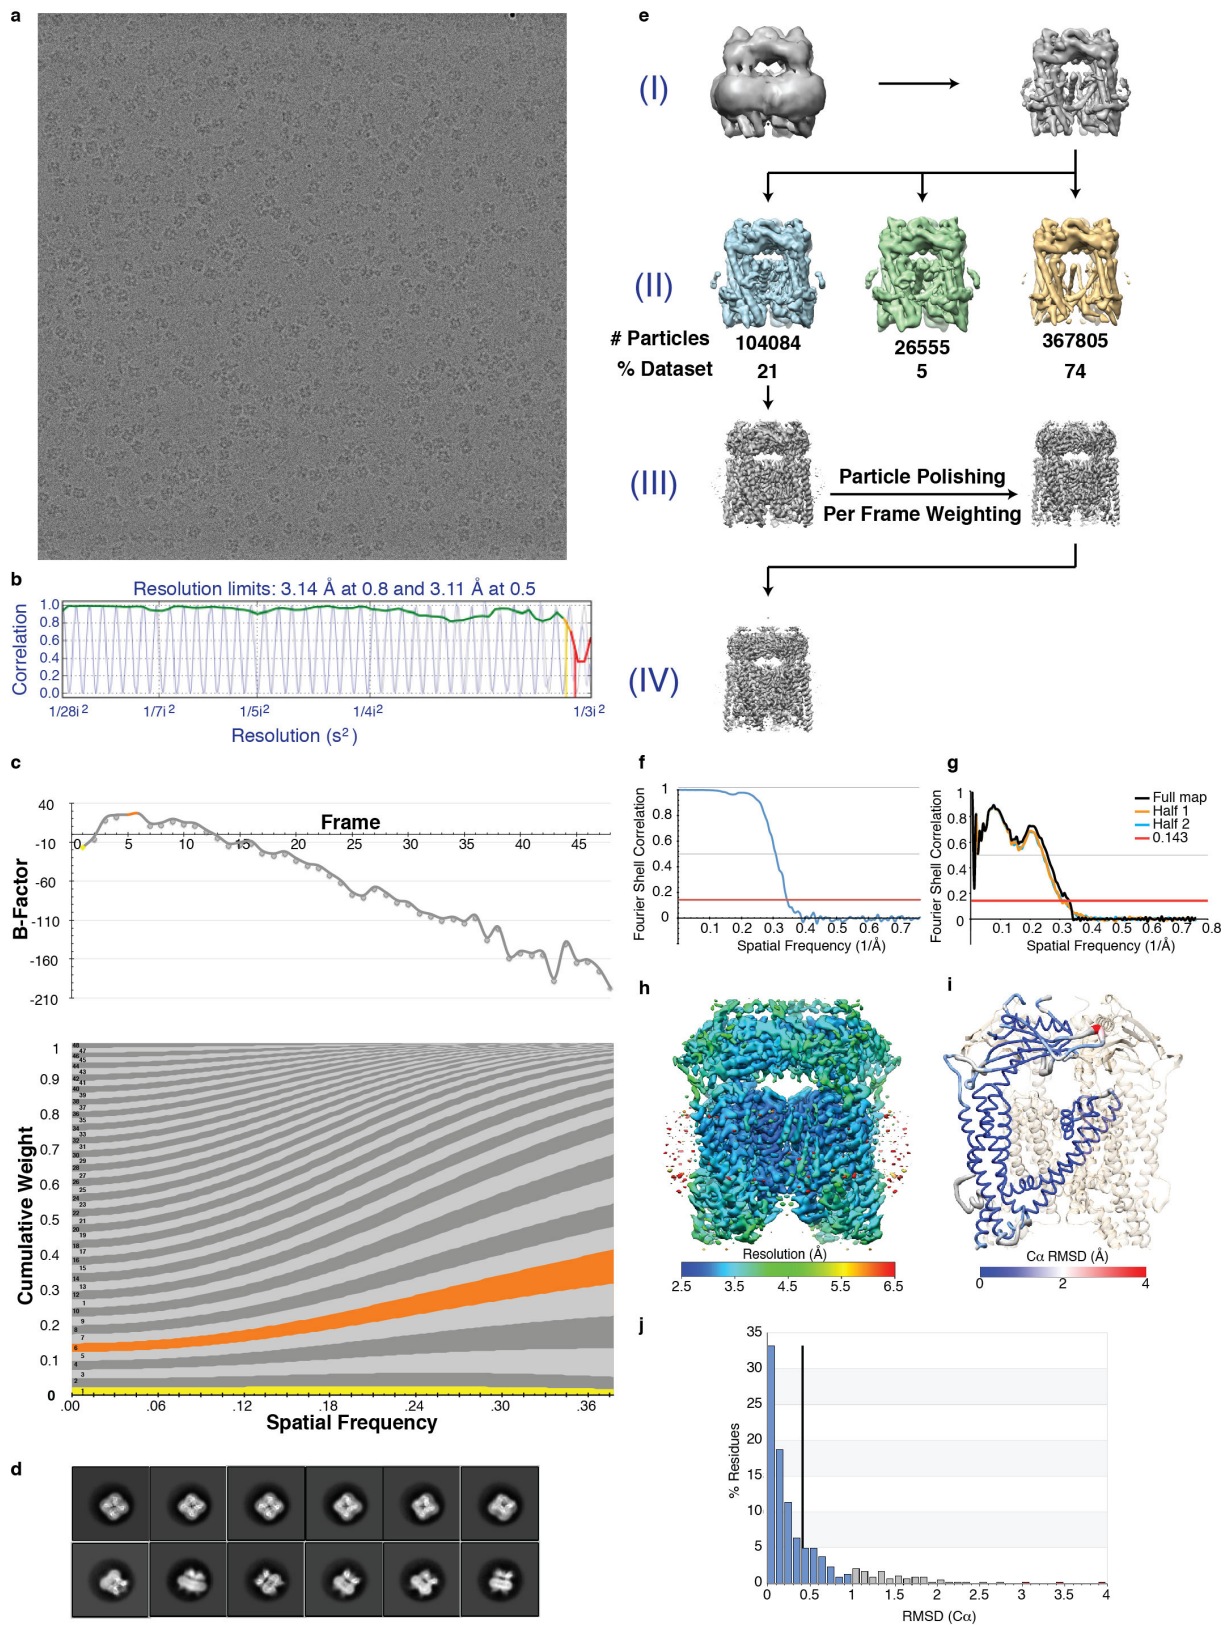 a
b
Resolution limits: 3.14 Å at 0.8 and 3.11 Å at 0.5
Correlation
1.0
0.8
0.6
0.4
0.2
0.0
1/28i²
1/7i²
1/5i²
1/4i²
1/3i²
Resolution (s²)
c
B-Factor
40
-10
-60
-110
-160
-210
Frame
0 5 10 15 20 25 30 35 40 45
Cumulative Weight
1
0.9
0.8
0.7
0.6
0.5
0.4
0.3
0.2
0.1
0
.00 .06 .12 .18 .24 .30 .36
Spatial Frequency
d
e
(I)
(II)
# Particles 104084 26555 367805
% Dataset 21 5 74
(III)
Particle Polishing
Per Frame Weighting
(IV)
f
Fourier Shell Correlation
1
0.8
0.6
0.4
0.2
0
0.1 0.2 0.3 0.4 0.5 0.6 0.7
Spatial Frequency (1/Å)
g
Fourier Shell Correlation
1
0.8
0.6
0.4
0.2
0
Full map
Half 1
Half 2
0.143
0.1 0.2 0.3 0.4 0.5 0.6 0.7 0.8
Spatial Frequency (1/Å)
h
Resolution (Å)
2.5 3.5 4.5 5.5 6.5
i
Cα RMSD (Å)
0 2 4
j
% Residues
35
30
25
20
15
10
5
0
0 0.5 1 1.5 2 2.5 3 3.5 4
RMSD (Cα)